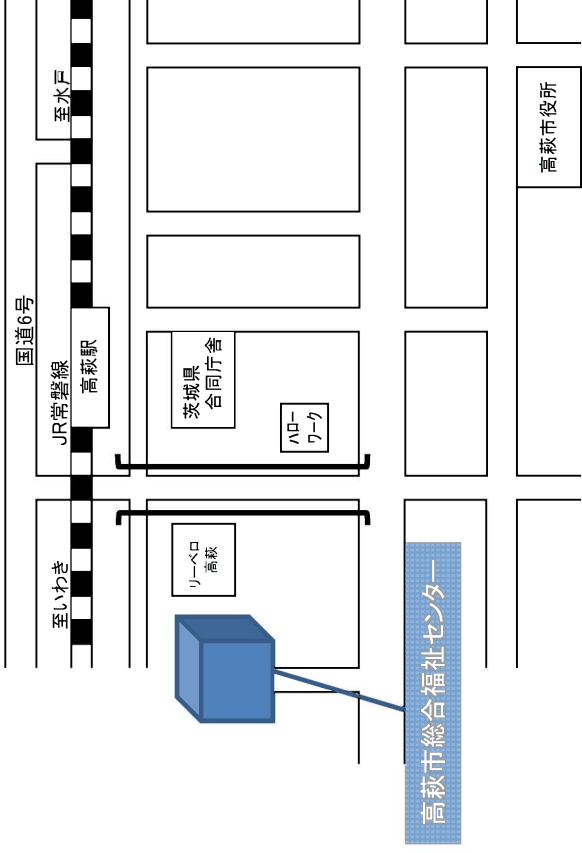 国道6号
至いわき
JR常磐線
至水戸
高萩駅
リーベロ
高萩
茨城県
合同庁舎
ハロー
ワーク
高萩市総合福祉センター
高萩市役所